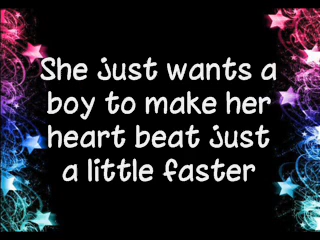 She just wants a
boy to make her
heart beat just
a little faster